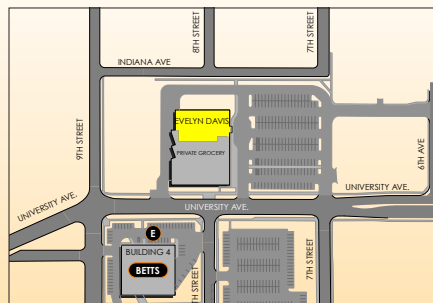 8TH STREET
7TH STREET
INDIANA AVE
EVELYN DAVIS
9TH STREET
PRIVATE GROCERY
6TH AVE
UNIVERSITY AVE.
UNIVERSITY AVE.
UNIVERSITY AVE.
E
BUILDING 4
BETTS
7TH STREET
TH STREET